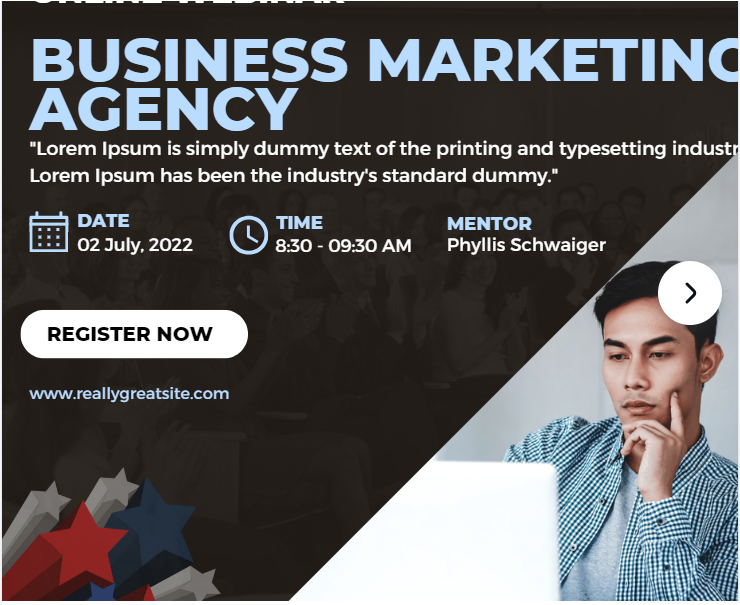 ONLINE WEBINAR
BUSINESS MARKETING
AGENCY
"Lorem Ipsum is simply dummy text of the printing and typesetting
Lorem Ipsum has been the industry's standard dummy."
DATE
02 July, 2022
TIME
8:30 - 09:30 AM
MENTOR
Phyllis Schwaiger
REGISTER NOW
www.reallygreatsite.com